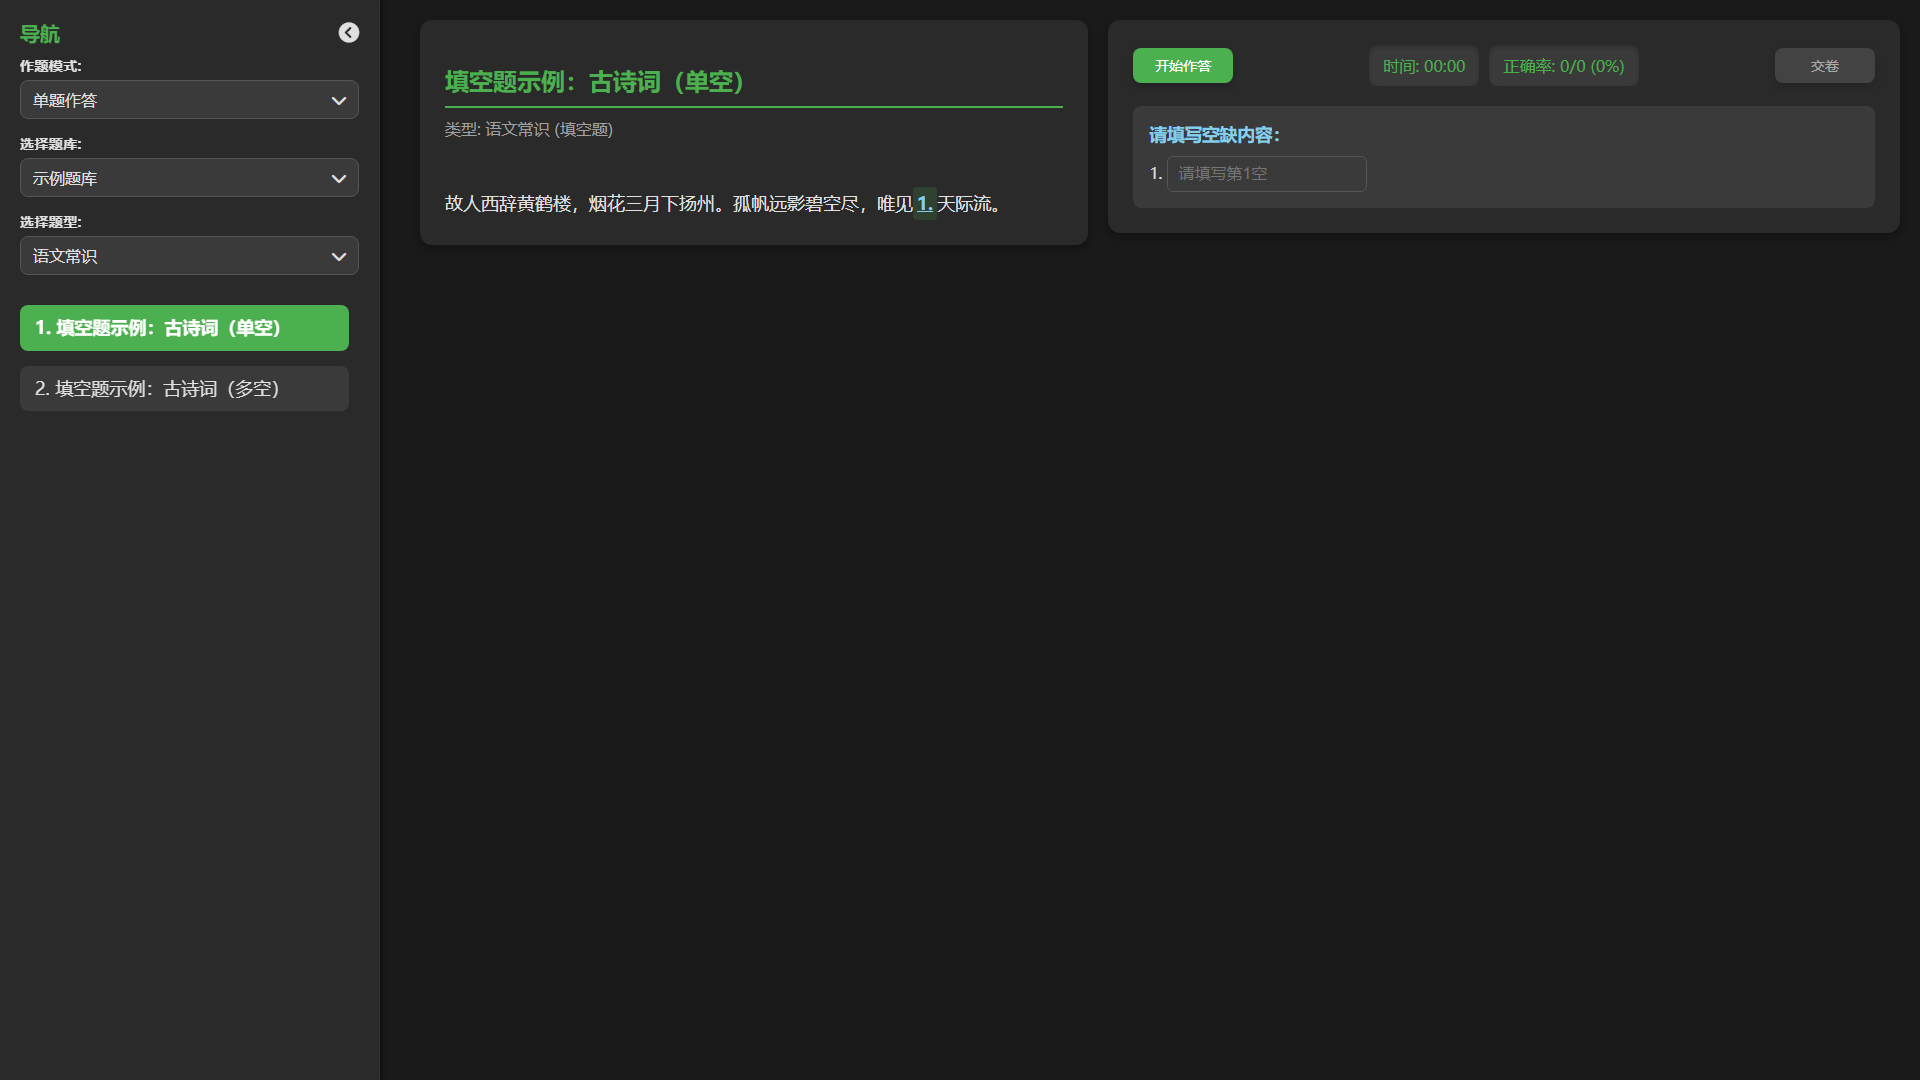 导航
作题模式:
单题作答
选择题库:
示例题库
选择题型:
语文常识
1. 填空题示例：古诗词（单空）
2. 填空题示例：古诗词（多空）
填空题示例：古诗词（单空）
类型: 语文常识 (填空题)
故人西辞黄鹤楼，烟花三月下扬州。孤帆远影碧空尽，唯见1.天际流。
开始作答
时间: 00:00
正确率: 0/0 (0%)
交卷
请填写空缺内容：
1. 请填写第1空